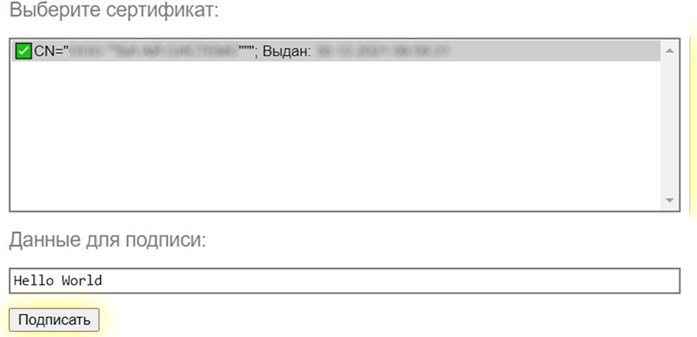 Выберите сертификат:
CN=" """; Выдан:
Данные для подписи:
Hello World
Подписать